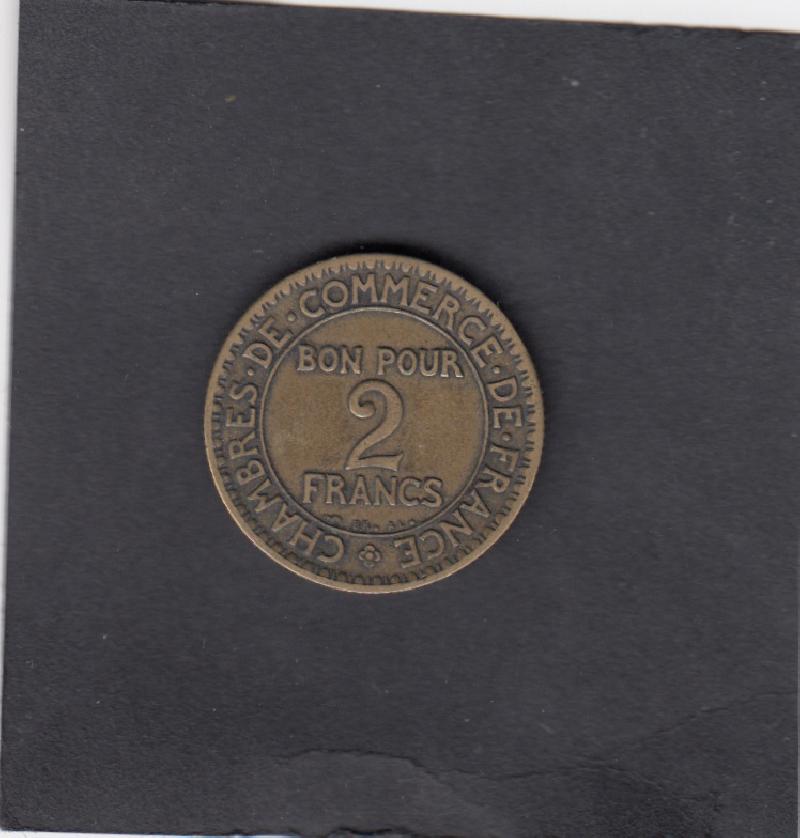 CHAMBRES·DE·COMMERCE·DE·FRANCE
BON POUR
2
FRANCS